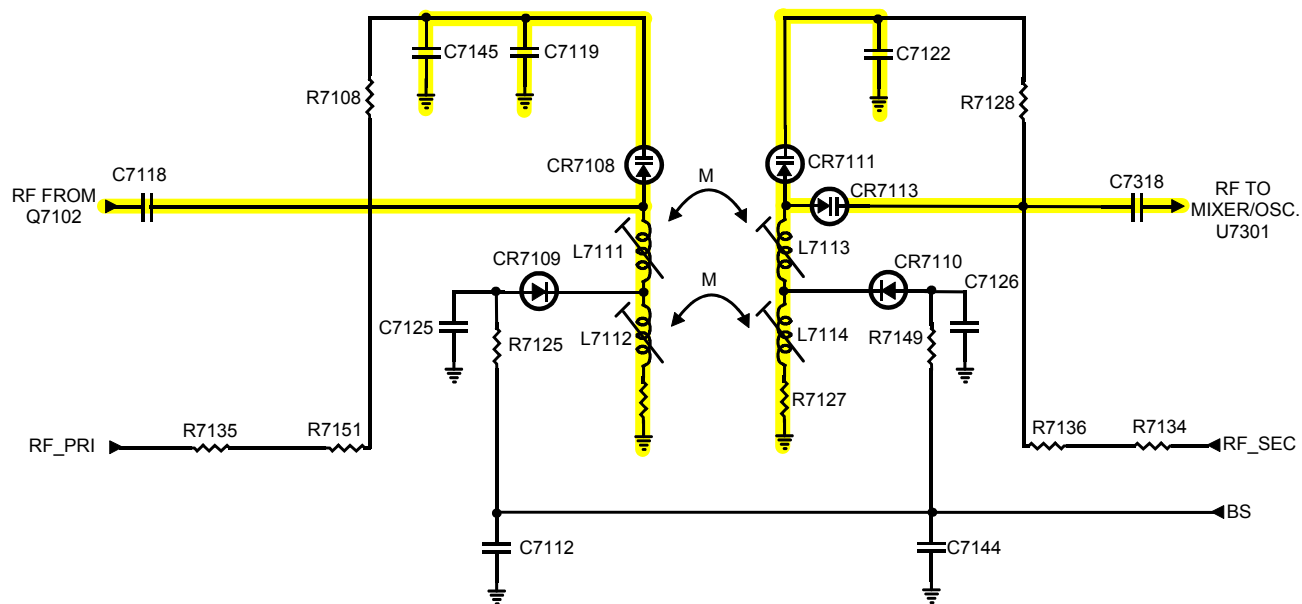 C7145
C7119
C7122
R7108
R7128
C7118
CR7108
CR7111
M
CR7113
C7318
RF FROM
Q7102
RF TO
MIXER/OSC.
U7301
L7111
L7113
CR7109
M
CR7110
C7126
C7125
R7125
L7112
L7114
R7149
R7127
RF_PRI
R7135
R7151
R7136
R7134
RF_SEC
BS
C7112
C7144